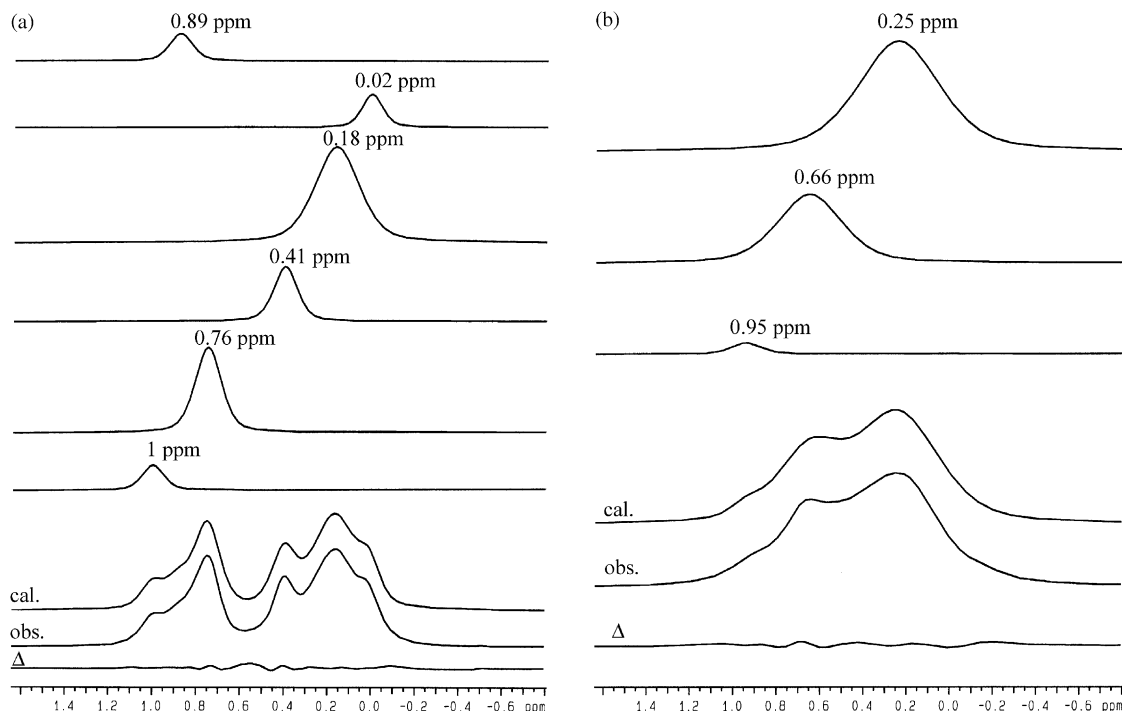 (a)
0.89 ppm
0.02 ppm
0.18 ppm
0.41 ppm
0.76 ppm
1 ppm
cal.
obs.
Δ
1.4 1.2 1.0 0.8 0.6 0.4 0.2 0.0 -0.2 -0.4 -0.6 ppm
(b)
0.25 ppm
0.66 ppm
0.95 ppm
cal.
obs.
Δ
1.4 1.2 1.0 0.8 0.6 0.4 0.2 0.0 -0.2 -0.4 -0.6 ppm